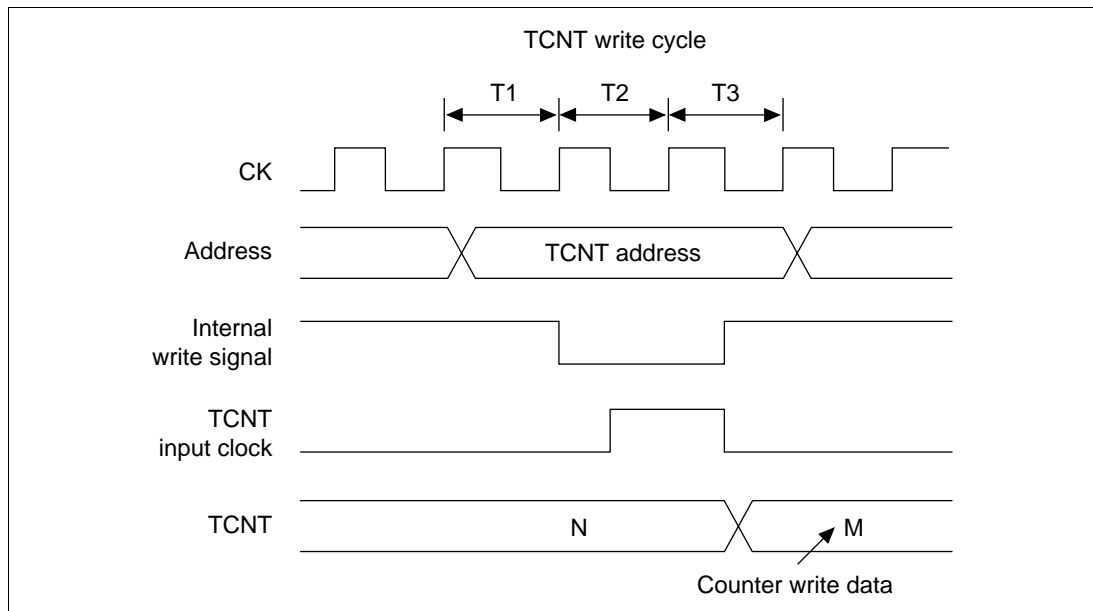 TCNT write cycle
T1 T2 T3
CK
Address
TCNT address
Internal
write signal
TCNT
input clock
TCNT
N
M
Counter write data